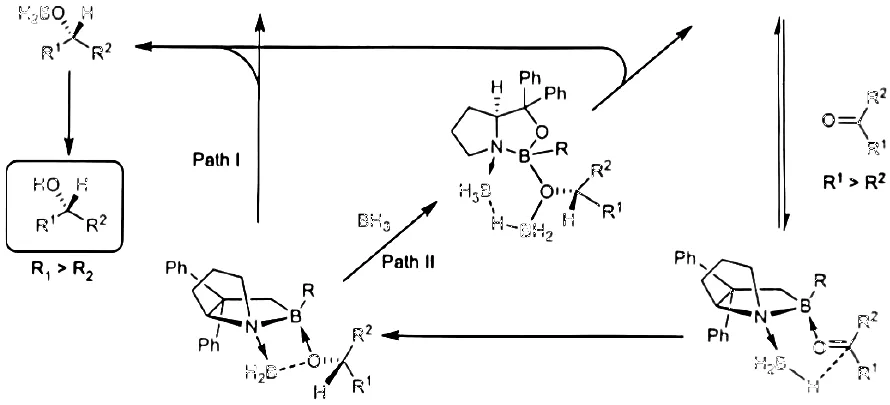 H₃BO H
R¹ R²
HO H
R¹ R²
R₁ > R₂
Path I
BH₃
Path II
Ph
H Ph
O
N B R
H₃B O R²
H R¹
H BH₂
R²
O
R¹
R¹ > R²
Ph
R
N B
Ph O R²
H₂B R¹
H
Ph
R
N B
Ph R²
O
H₂B R¹
H